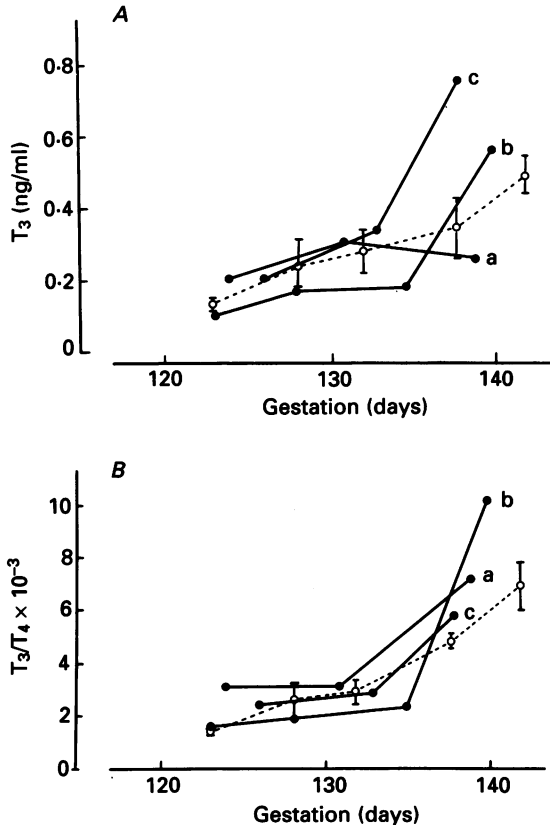 A
0·8
0·6
0·4
0·2
0
T₃ (ng/ml)
c
b
a
120 130 140
Gestation (days)
B
10
8
6
4
2
0
T₃/T₄ × 10⁻³
b
a
c
120 130 140
Gestation (days)